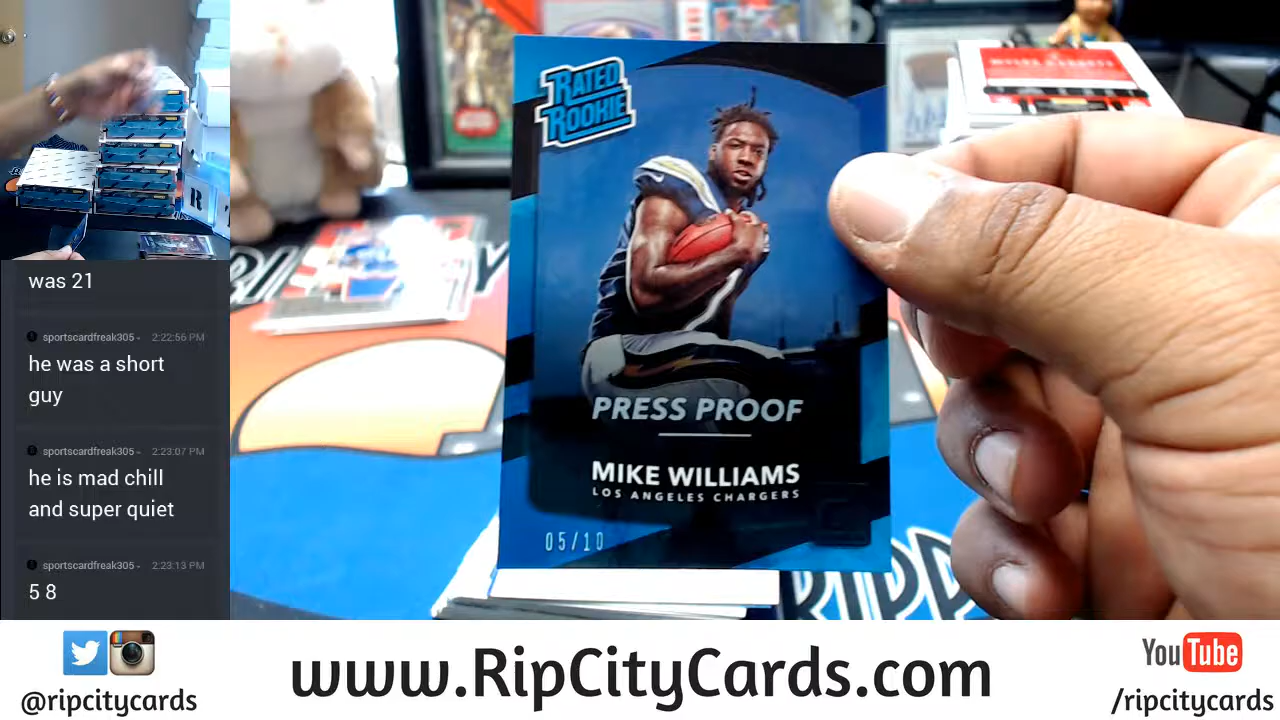 was 21
sportscardfreak305
2:22:56 PM
he was a short
guy
sportscardfreak305
2:23:07 PM
he is mad chill
and super quiet
sportscardfreak305
2:23:13 PM
5 8
RATED
ROOKIE
PRESS PROOF
MIKE WILLIAMS
LOS ANGELES CHARGERS
05/10
@ripcitycards
www.RipCityCards.com
YouTube
/ripcitycards